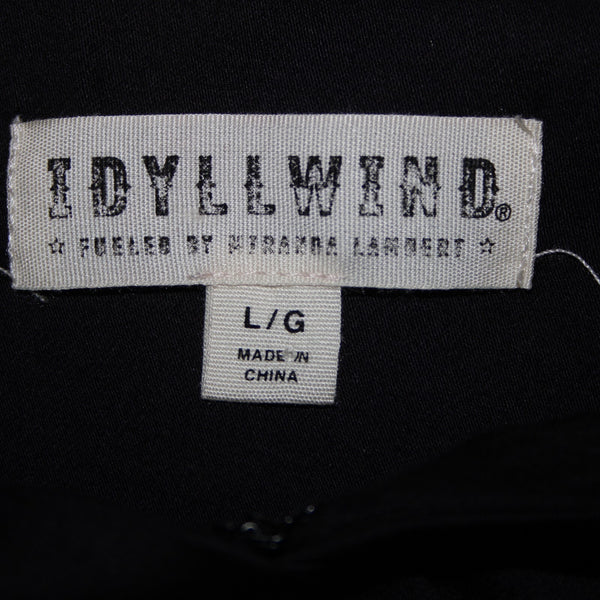 IDYLLWIND®
☆ FUELED BY MIRANDA LAMBERT ☆
L/G
MADE IN
CHINA